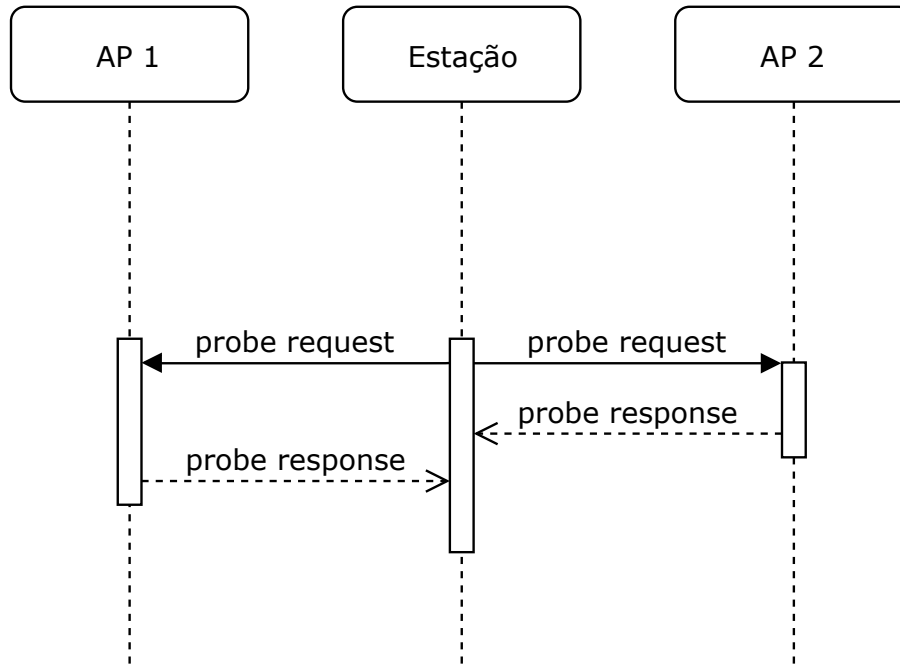 AP 1
Estação
AP 2
probe request
probe request
probe response
probe response